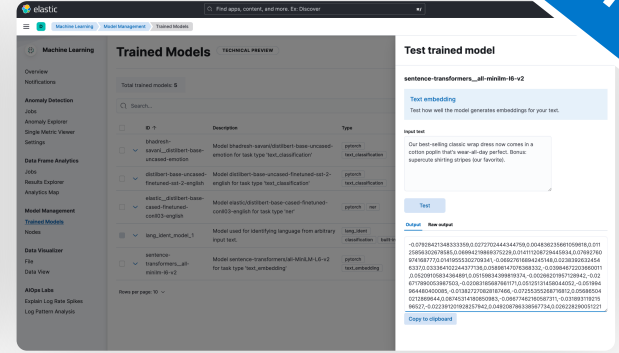 elastic
Find apps, content, and more. Ex: Discover
Machine Learning
Model Management
Trained Models
Machine Learning
Overview
Notifications
Anomaly Detection
Jobs
Anomaly Explorer
Single Metric Viewer
Settings
Data Frame Analytics
Jobs
Results Explorer
Analytics Map
Model Management
Trained Models
Nodes
Data Visualizer
File
Data View
AIOps Labs
Explain Log Rate Spikes
Log Pattern Analysis
Trained Models
TECHNICAL PREVIEW
Total trained models: 5
Search...
ID
Description
Type
bhadresh-
savani__distilbert-base-
uncased-emotion
Model bhadresh-savani/distilbert-base-uncased-
emotion for task type 'text_classification'
pytorch
text_classification
distilbert-base-uncased-
finetuned-sst-2-english
Model distilbert-base-uncased-finetuned-sst-2-
english for task type 'text_classification'
pytorch
text_classification
elastic__distilbert-base-
cased-finetuned-
conll03-english
Model elastic/distilbert-base-cased-finetuned-
conll03-english for task type 'ner'
pytorch
ner
lang_ident_model_1
Model used for identifying language from arbitrary
input text.
lang_ident
classification
sentence-
transformers__all-
minilm-l6-v2
Model sentence-transformers/all-MiniLM-L6-v2
for task type 'text_embedding'
pytorch
text_embedding
Rows per page: 10
Test trained model
sentence-transformers__all-minilm-l6-v2
Text embedding
Test how well the model generates embeddings for your text.
Input text
Our best-selling classic wrap dress now comes in a
cotton poplin that's wear-all-day perfect. Bonus:
supercute shirting stripes (our favorite).
Test
Output
Raw output
Copy to clipboard